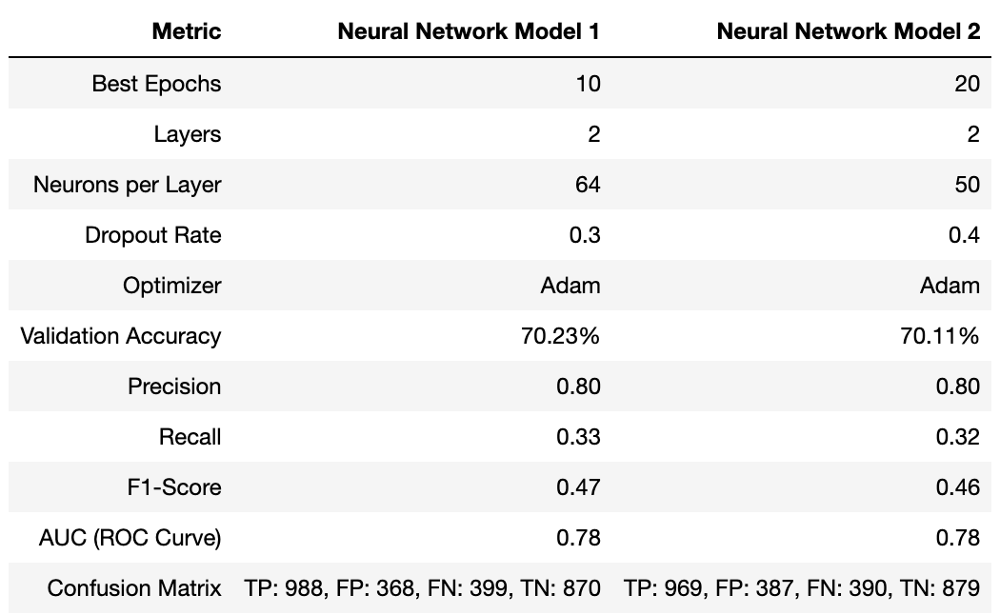 Metric Neural Network Model 1 Neural Network Model 2
Best Epochs 10 20
Layers 2 2
Neurons per Layer 64 50
Dropout Rate 0.3 0.4
Optimizer Adam Adam
Validation Accuracy 70.23% 70.11%
Precision 0.80 0.80
Recall 0.33 0.32
F1-Score 0.47 0.46
AUC (ROC Curve) 0.78 0.78
Confusion Matrix TP: 988, FP: 368, FN: 399, TN: 870 TP: 969, FP: 387, FN: 390, TN: 879